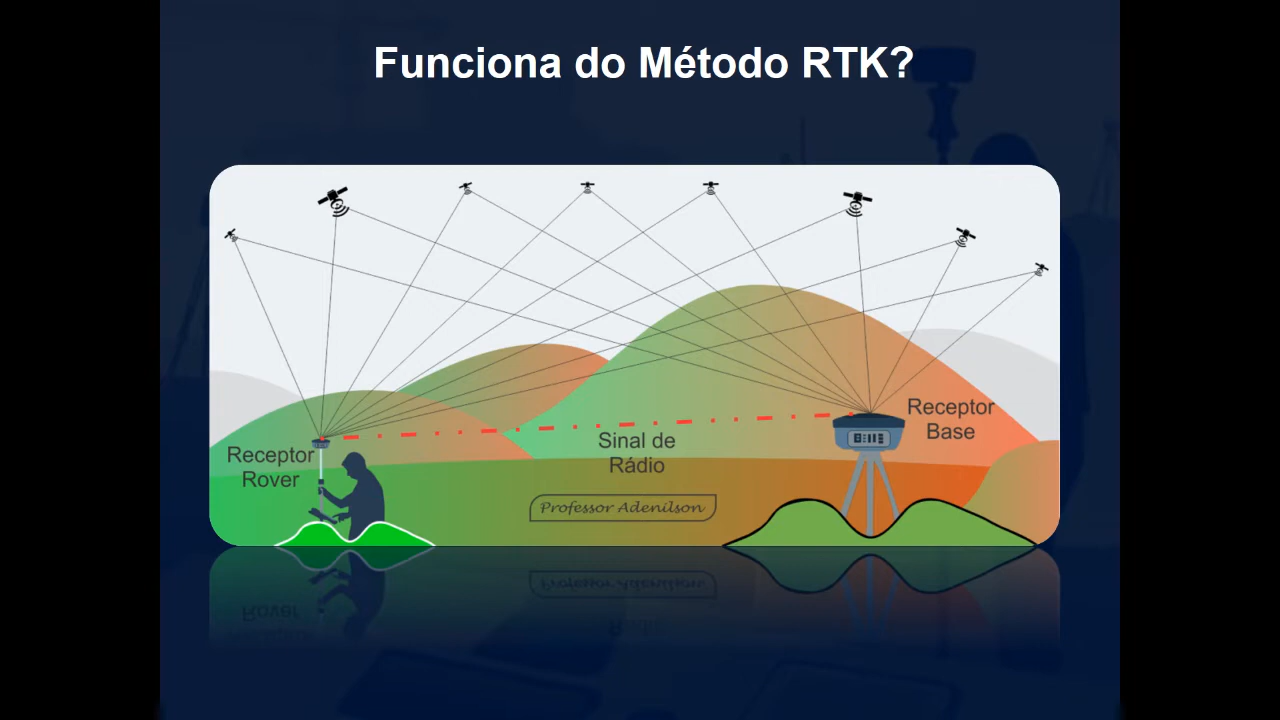 Funciona do Método RTK?
Receptor
Base
Sinal de
Rádio
Receptor
Rover
Professor Adenilson